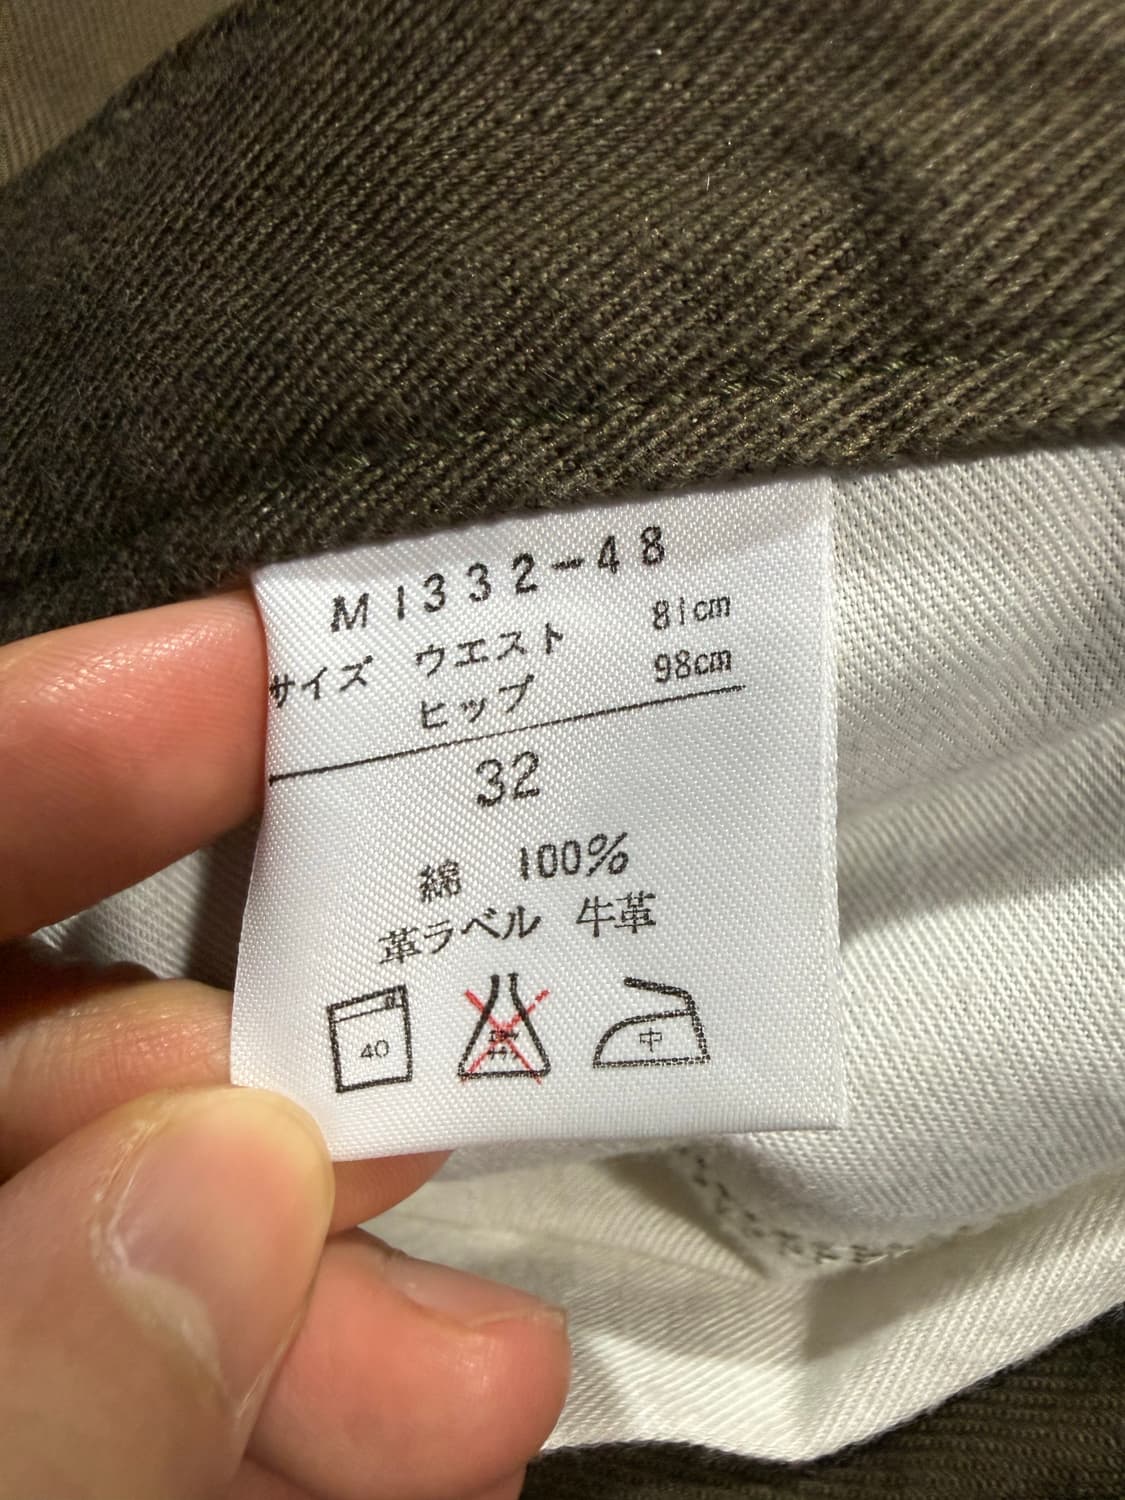 M1332-48
サイズ ウエスト 81cm
ヒップ 98cm
32
綿 100%
革ラベル 牛革
40
中